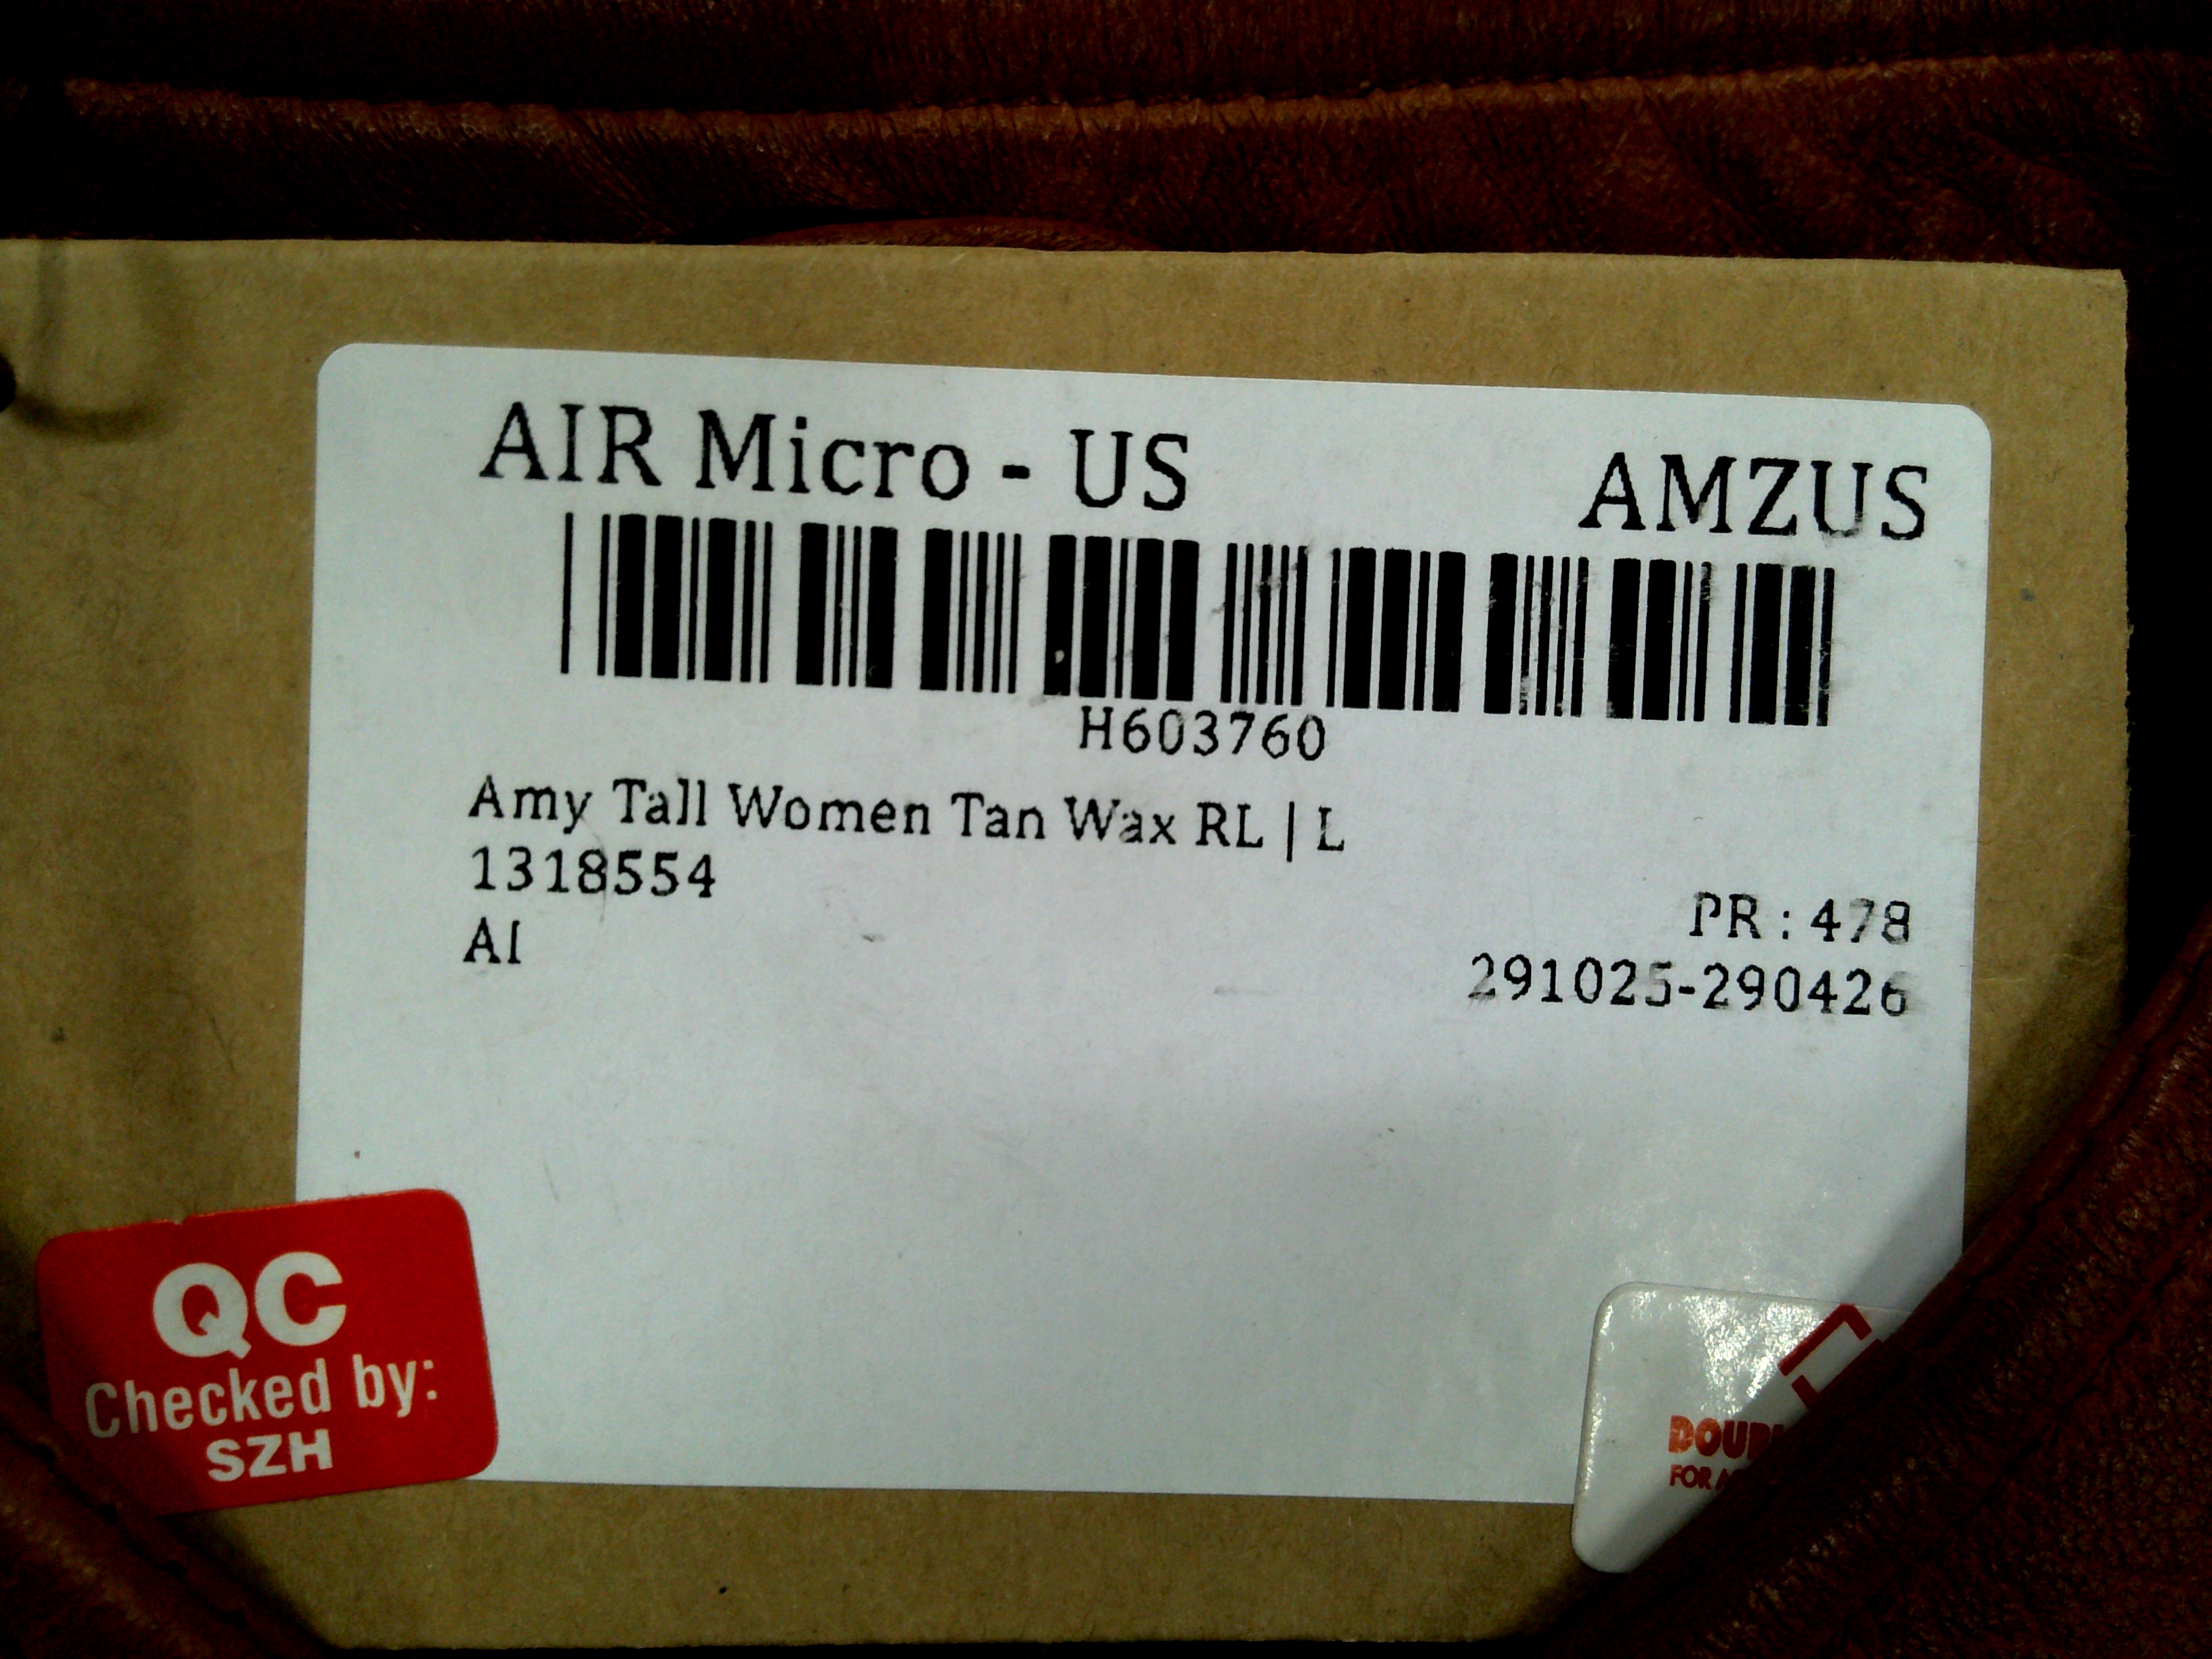 AIR Micro - US AMZUS
H603760
Amy Tall Women Tan Wax RL | L
1318554
AI
PR : 478
291025-290426
QC
Checked by:
SZH
FOR